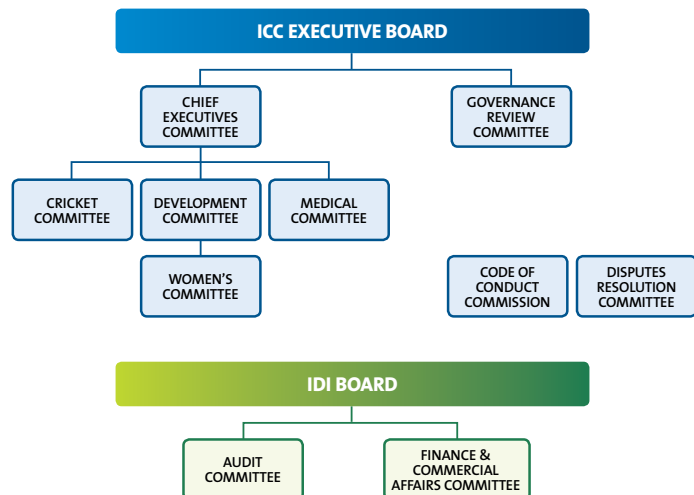 ICC EXECUTIVE BOARD
CHIEF
EXECUTIVES
COMMITTEE
GOVERNANCE
REVIEW
COMMITTEE
CRICKET
COMMITTEE
DEVELOPMENT
COMMITTEE
MEDICAL
COMMITTEE
WOMEN'S
COMMITTEE
CODE OF
CONDUCT
COMMISSION
DISPUTES
RESOLUTION
COMMITTEE
IDI BOARD
AUDIT
COMMITTEE
FINANCE &
COMMERCIAL
AFFAIRS COMMITTEE